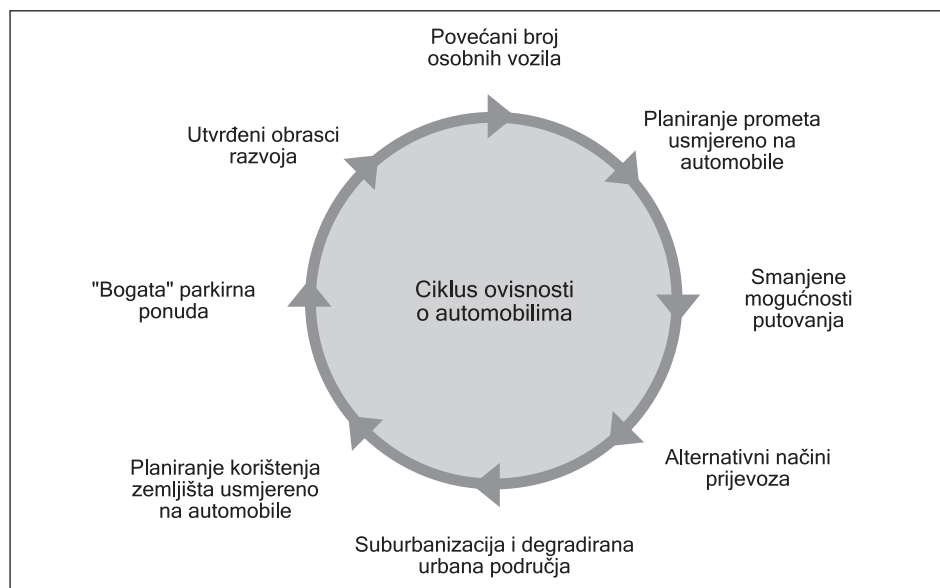 Povećani broj
osobnih vozila
Planiranje prometa
usmjereno na
automobile
Smanjene
mogućnosti
putovanja
Alternativni načini
prijevoza
Suburbanizacija i degradirana
urbana područja
Planiranje korištenja
zemljišta usmjereno
na automobile
"Bogata" parkirna
ponuda
Utvrđeni obrasci
razvoja
Ciklus ovisnosti
o automobilima